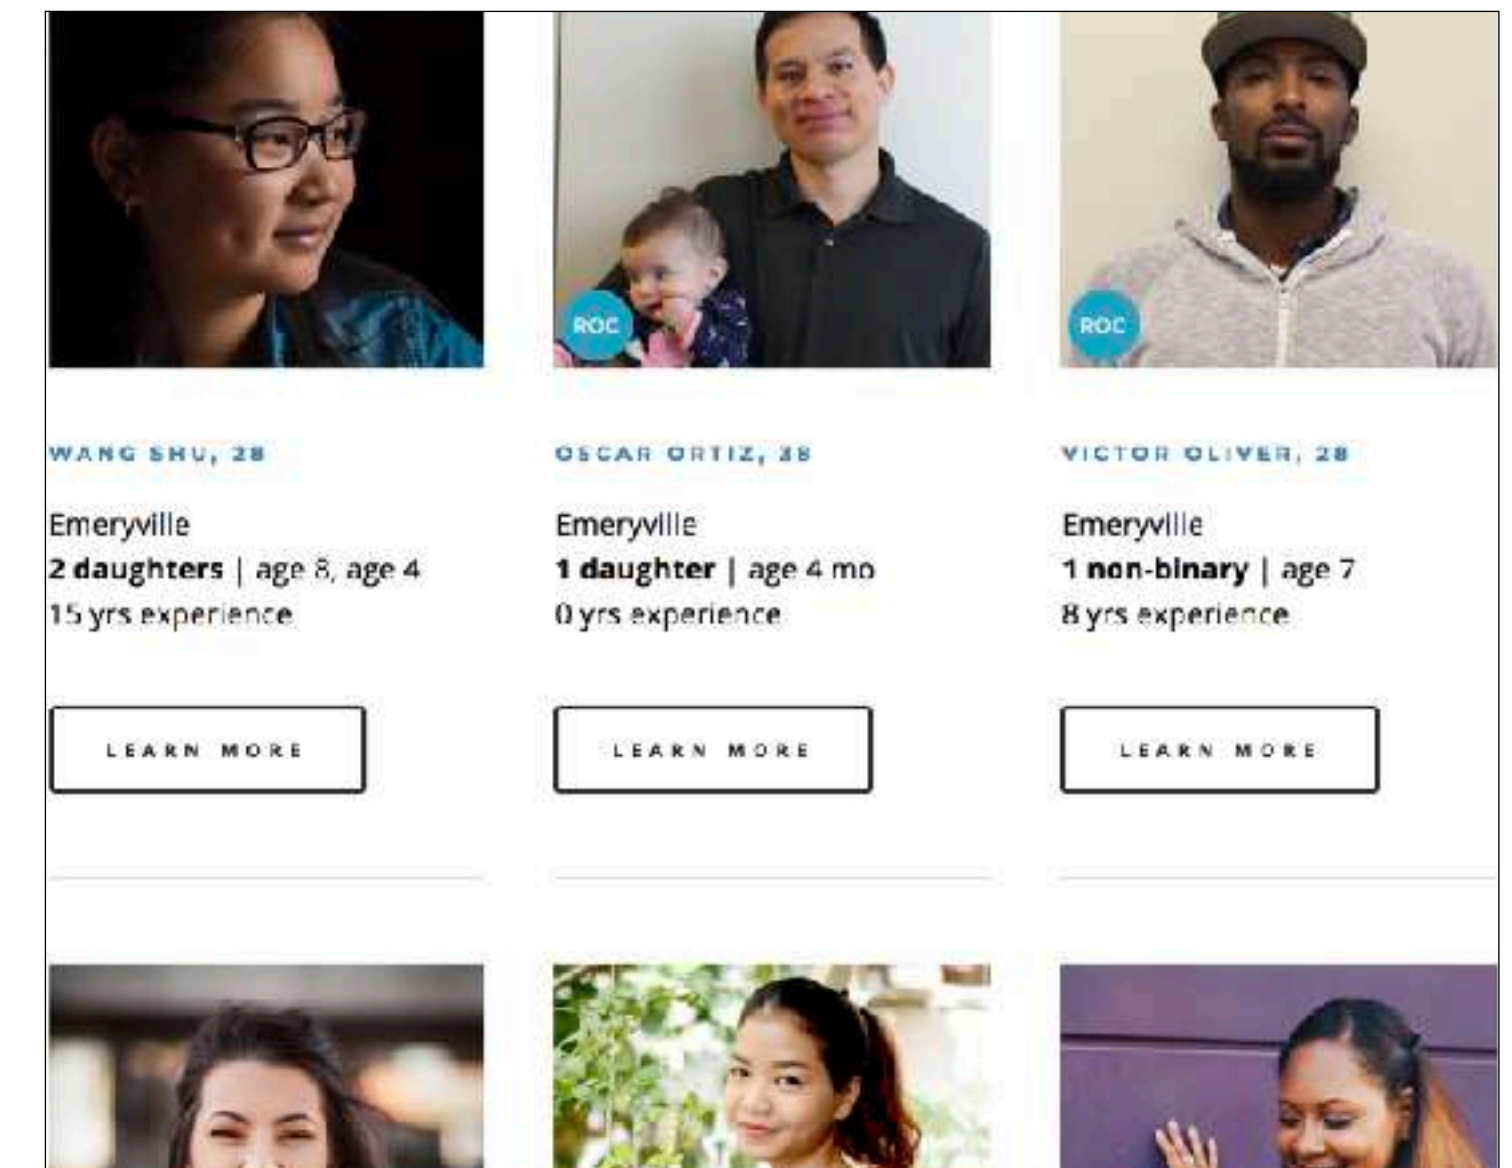 ROC
ROC
WANG SHU, 28
OSCAR ORTIZ, 38
VICTOR OLIVER, 28
Emeryville
2 daughters | age 8, age 4
15 yrs experience
Emeryville
1 daughter | age 4 mo
0 yrs experience
Emeryville
1 non-binary | age 7
8 yrs experience
LEARN MORE
LEARN MORE
LEARN MORE